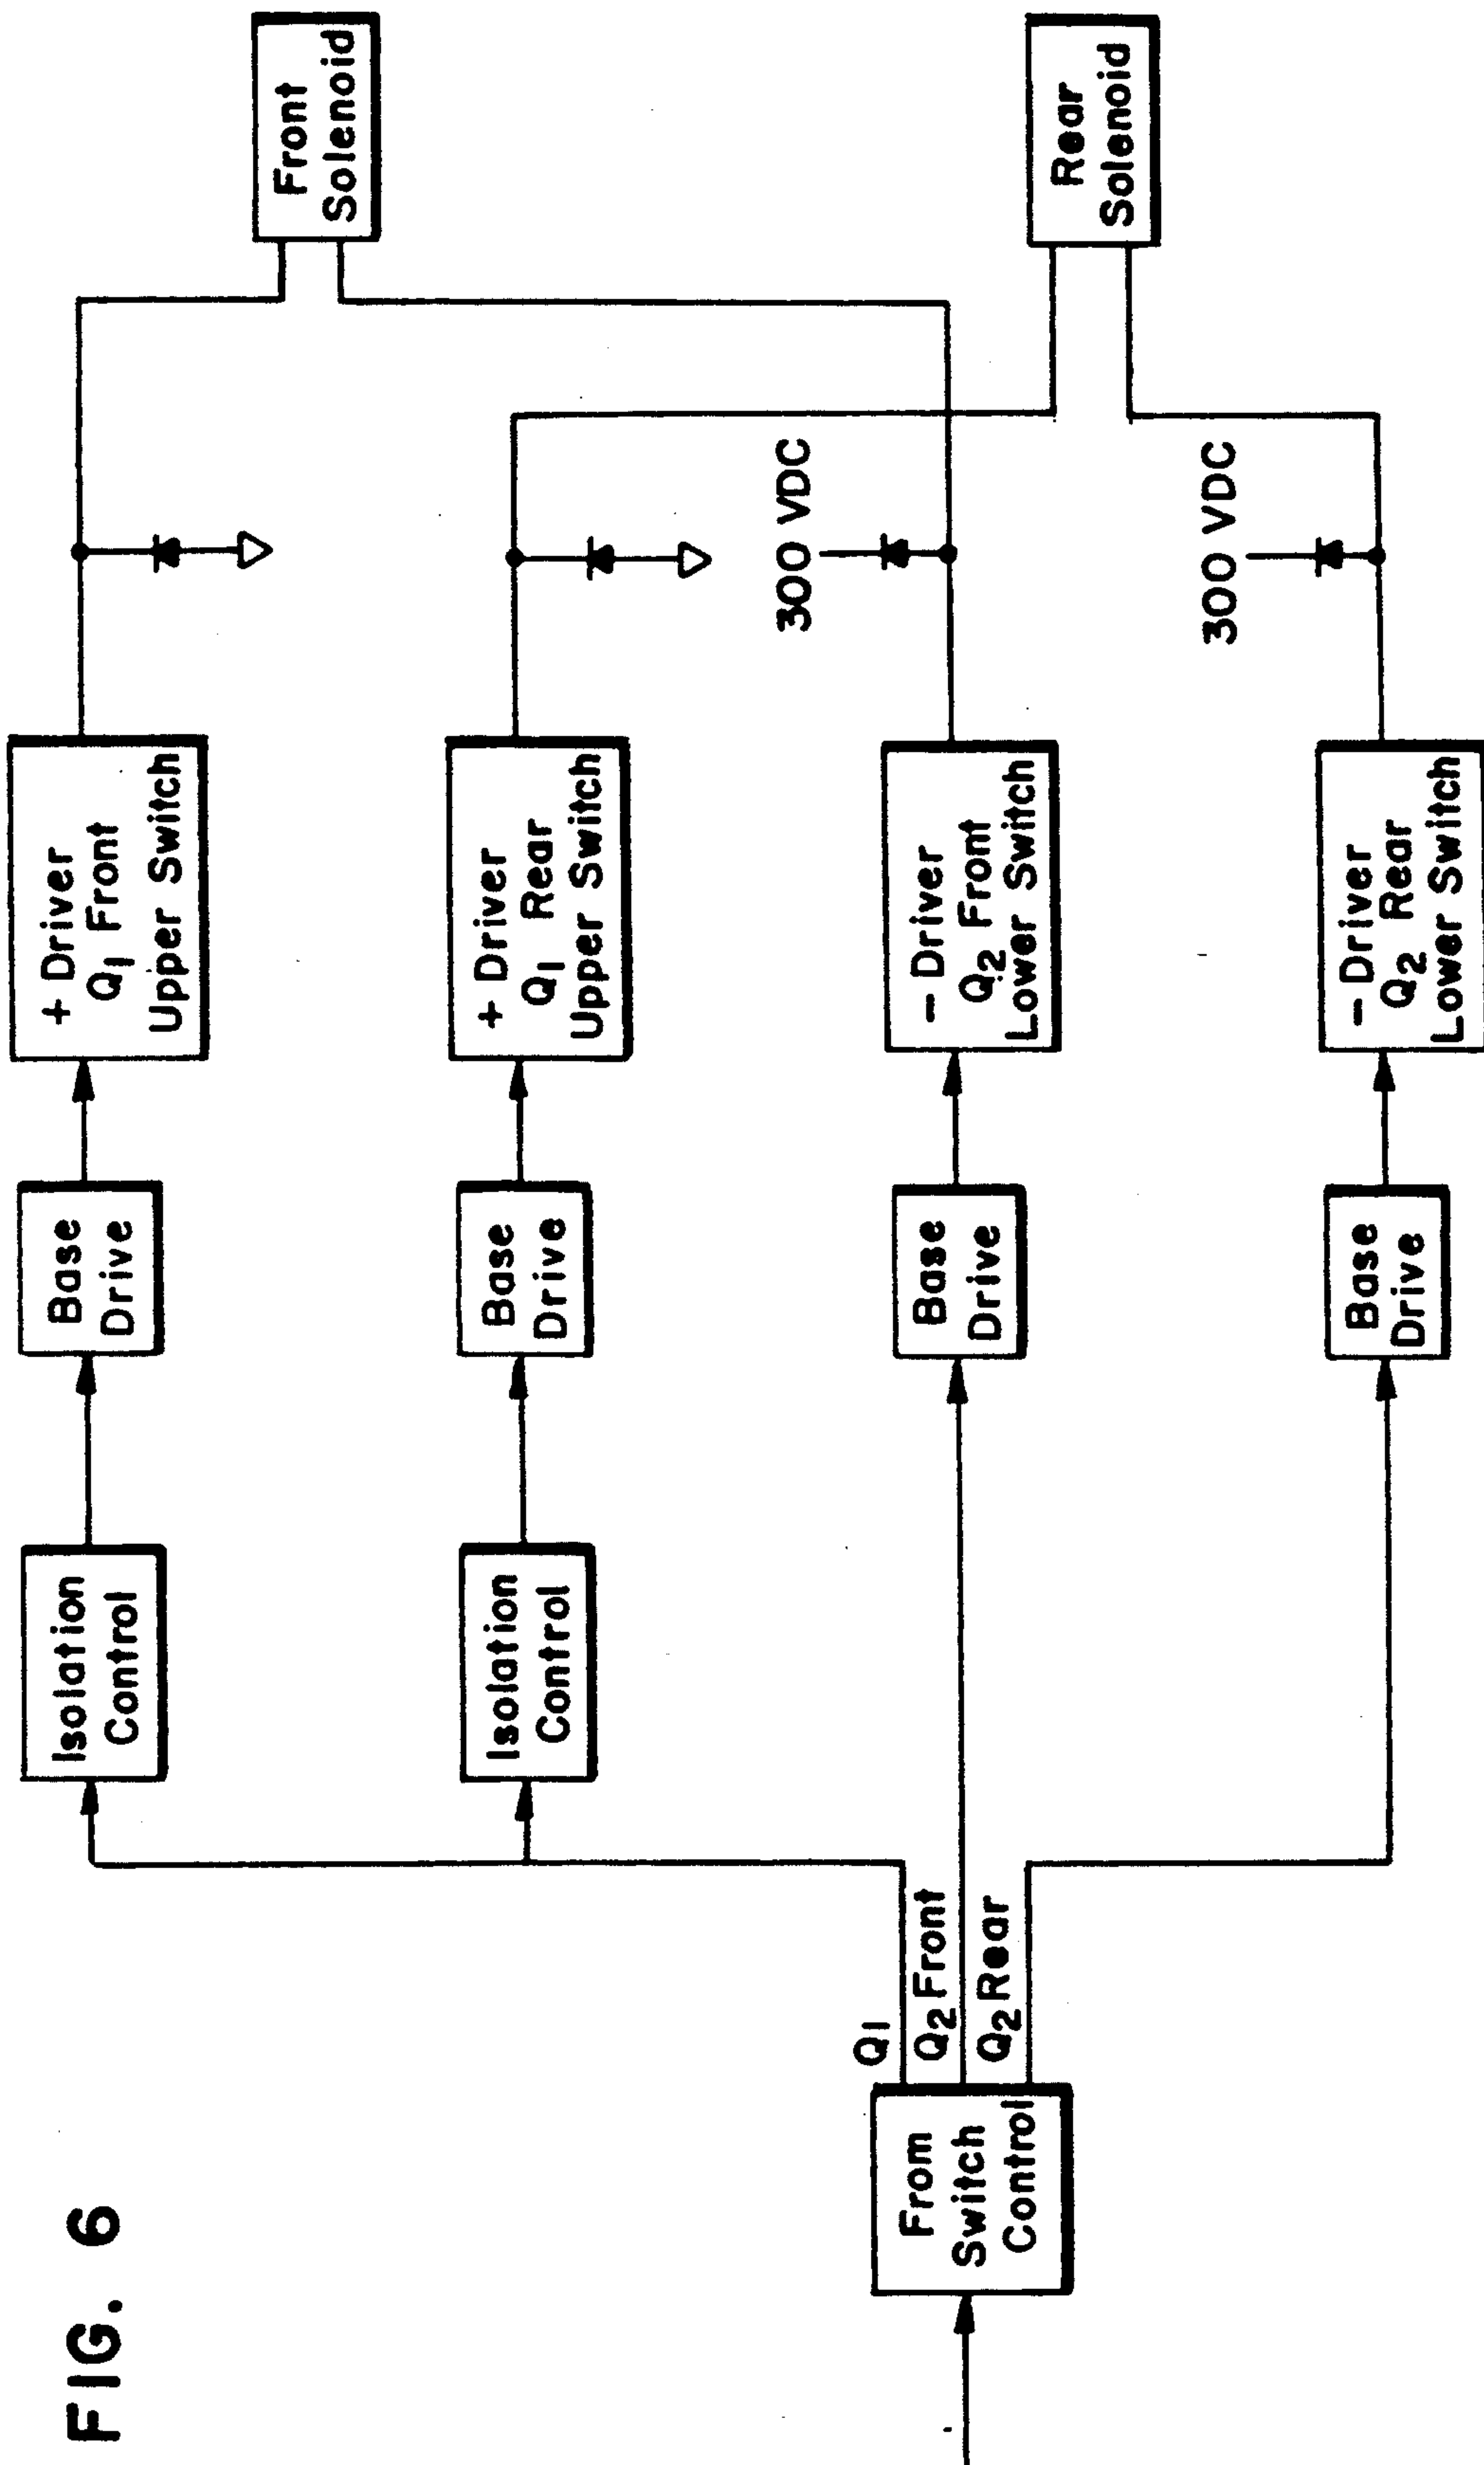 FIG. 6
From
Switch
Control
Q1
Q2 Front
Q2 Rear
Isolation
Control
Base
Drive
+ Driver
Q1 Front
Upper Switch
Front
Solenoid
Isolation
Control
Base
Drive
+ Driver
Q1 Rear
Upper Switch
Base
Drive
- Driver
Q2 Front
Lower Switch
300 VDC
Rear
Solenoid
Base
Drive
- Driver
Q2 Rear
Lower Switch
300 VDC